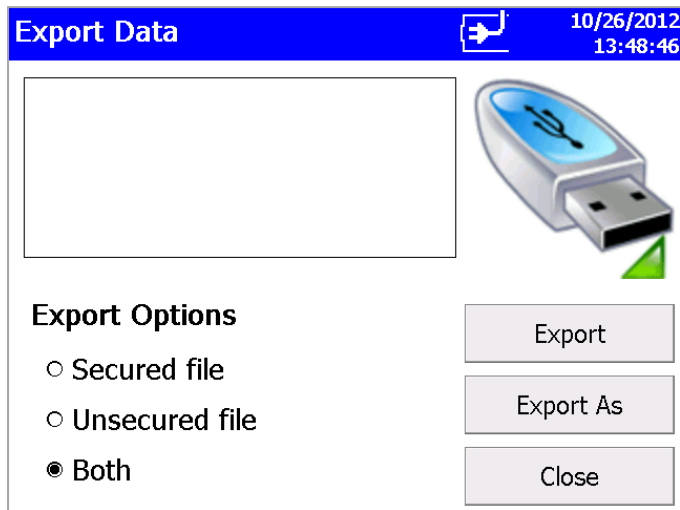 Export Data
10/26/2012
13:48:46
Export Options
Secured file
Unsecured file
Both
Export
Export As
Close